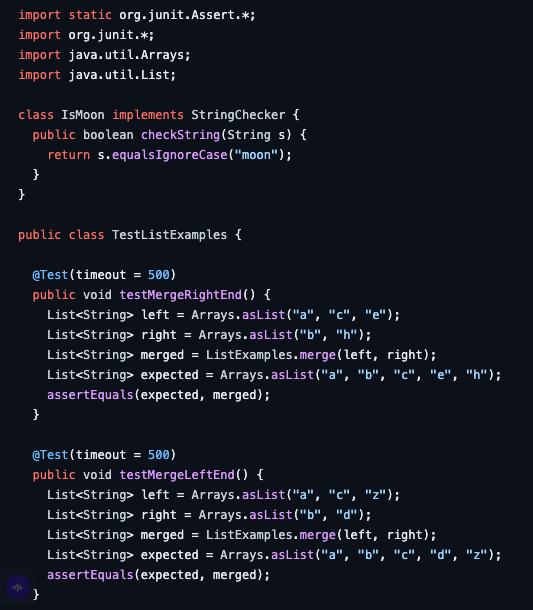 import static org.junit.Assert.*;
import org.junit.*;
import java.util.Arrays;
import java.util.List;

class IsMoon implements StringChecker {
  public boolean checkString(String s) {
    return s.equalsIgnoreCase("moon");
  }
}

public class TestListExamples {

  @Test(timeout = 500)
  public void testMergeRightEnd() {
    List<String> left = Arrays.asList("a", "c", "e");
    List<String> right = Arrays.asList("b", "h");
    List<String> merged = ListExamples.merge(left, right);
    List<String> expected = Arrays.asList("a", "b", "c", "e", "h");
    assertEquals(expected, merged);
  }

  @Test(timeout = 500)
  public void testMergeLeftEnd() {
    List<String> left = Arrays.asList("a", "c", "z");
    List<String> right = Arrays.asList("b", "d");
    List<String> merged = ListExamples.merge(left, right);
    List<String> expected = Arrays.asList("a", "b", "c", "d", "z");
    assertEquals(expected, merged);
  }